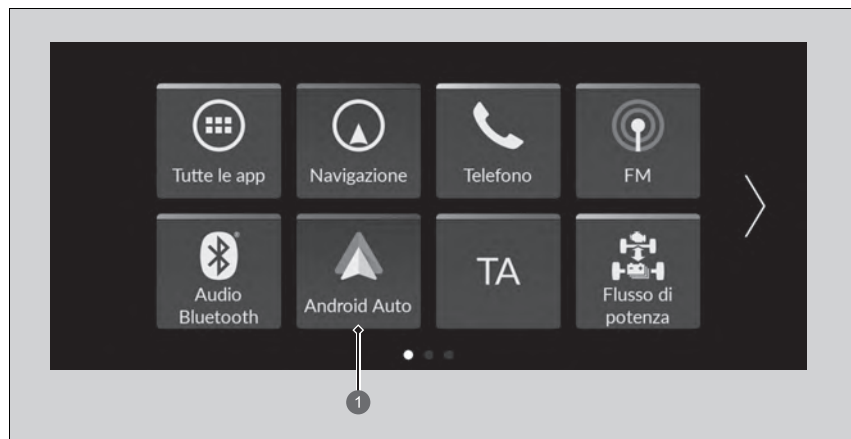 Tutte le app
Navigazione
Telefono
FM
Audio
Bluetooth
Android Auto
TA
Flusso di
potenza
1